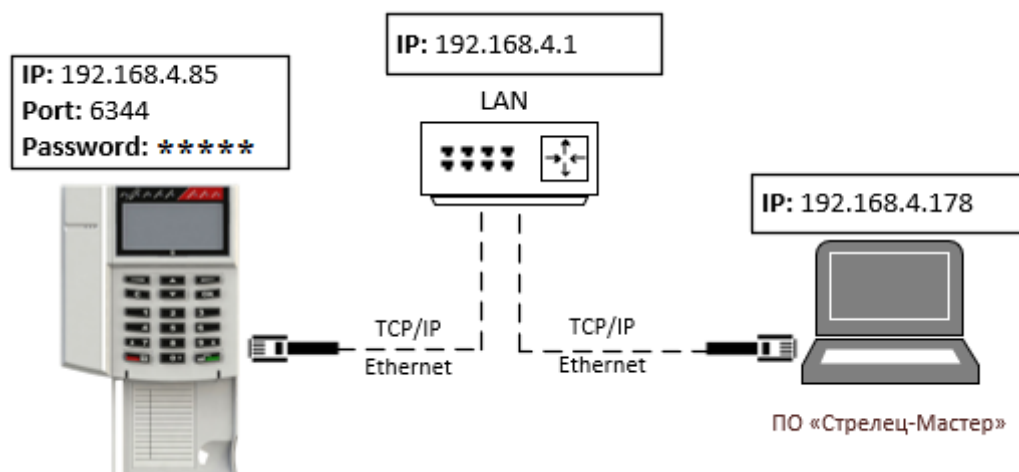 IP: 192.168.4.1
IP: 192.168.4.85
Port: 6344
Password: *****
LAN
IP: 192.168.4.178
TCP/IP
Ethernet
TCP/IP
Ethernet
ПО «Стрелец-Мастер»